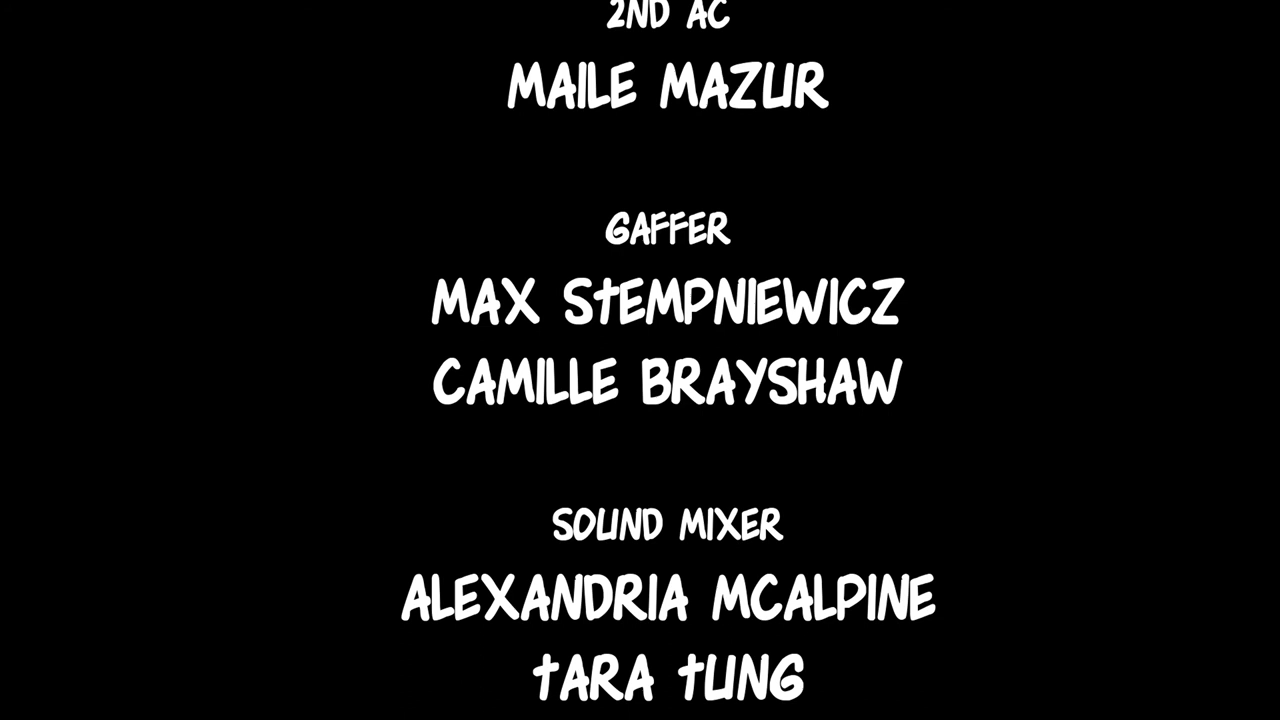 2ND AC
MAILE MAZUR
GAFFER
MAX STEMPNIEWICZ
CAMILLE BRAYSHAW
SOUND MIXER
ALEXANDRIA MCALPINE
TARA TUNG